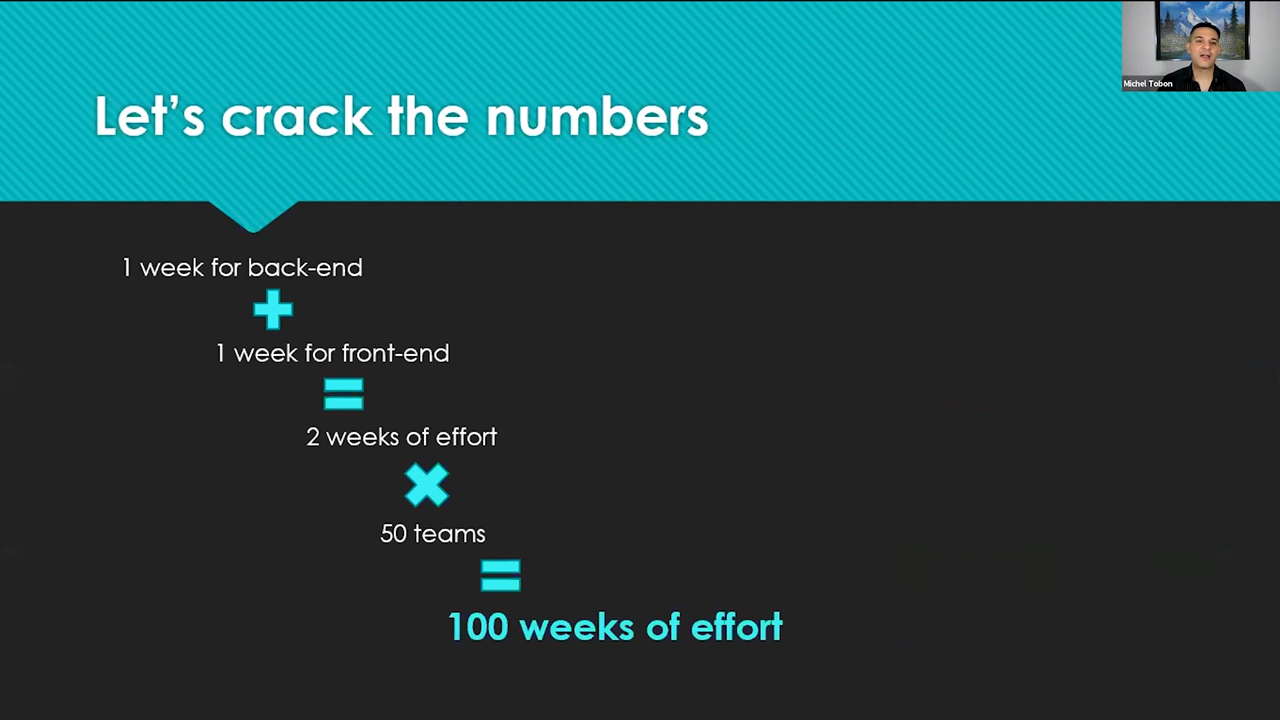 Michel Tobon
Let's crack the numbers
1 week for back-end
1 week for front-end
2 weeks of effort
50 teams
100 weeks of effort